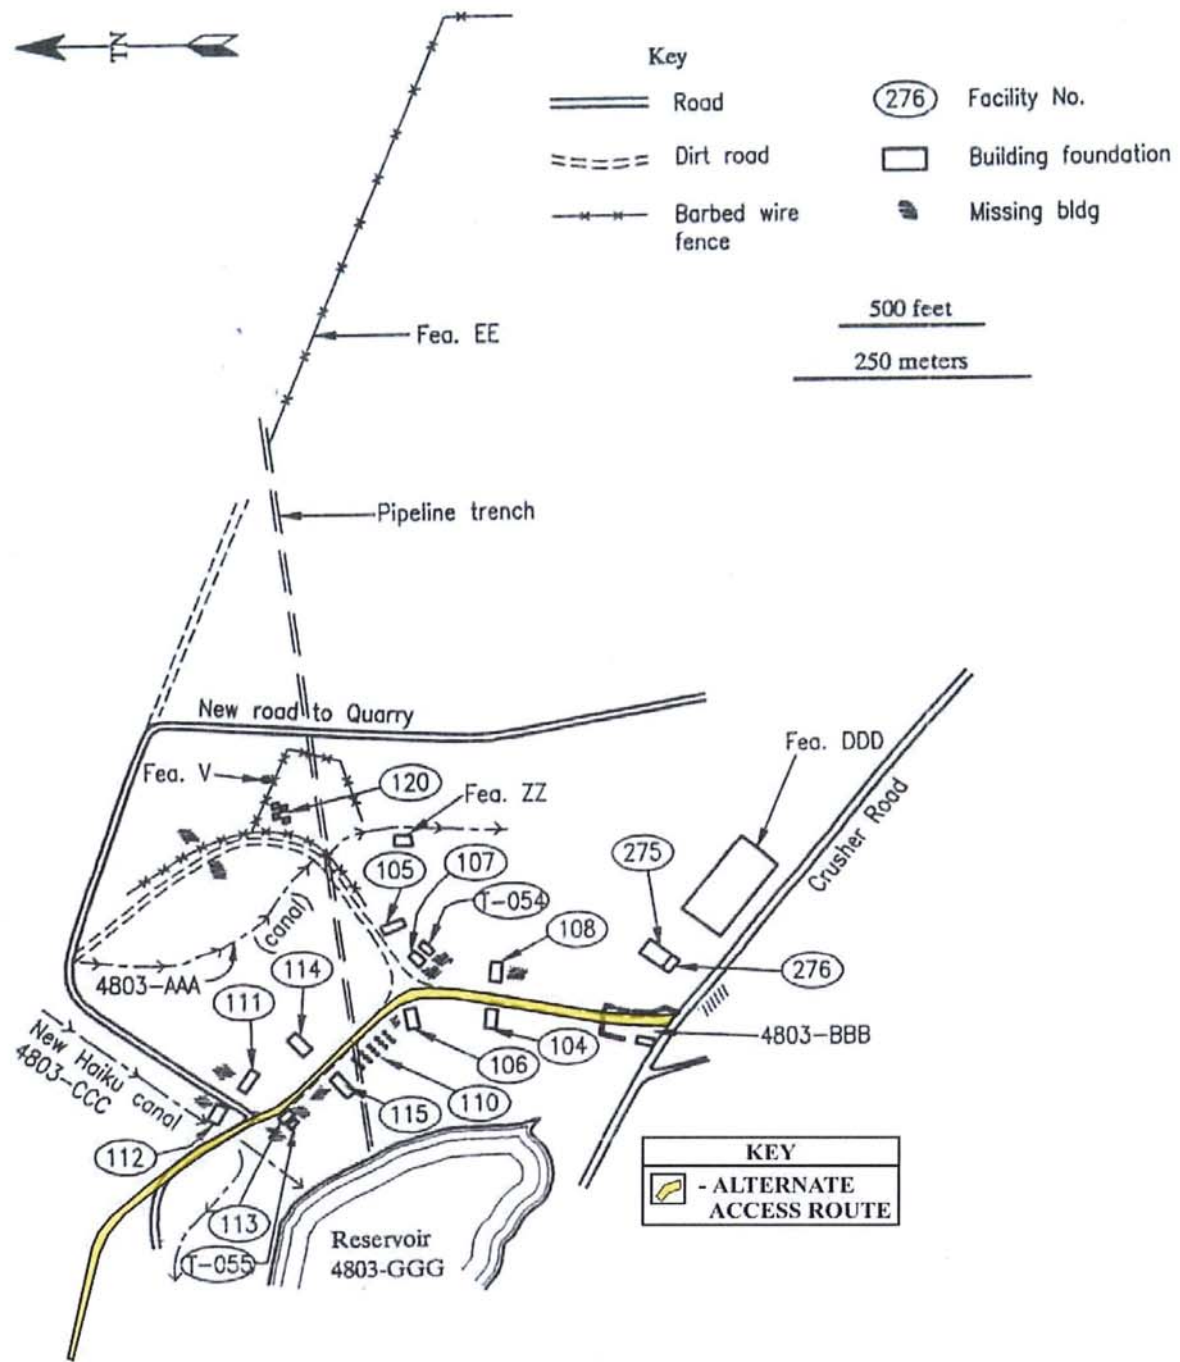 TN
Key
Road
276
Facility No.
Dirt road
Building foundation
Barbed wire
fence
Missing bldg
500 feet
250 meters
Fea. EE
Pipeline trench
New road to Quarry
Fea. DDD
Fea. V
120
Fea. ZZ
Crusher Road
105
107
275
T-054
108
(canal)
276
4803-AAA
114
111
4803-BBB
New Haiku canal
4803-CCC
106
104
115
110
112
KEY
- ALTERNATE
ACCESS ROUTE
113
T-055
Reservoir
4803-GGG